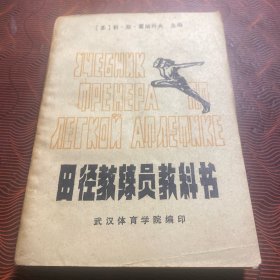 УЧЕБНИК
ТРЕНЕРА ПО
ЛЕГКОЙ АТЛЕТИКЕ
田径教练员教科书
武汉体育学院编印